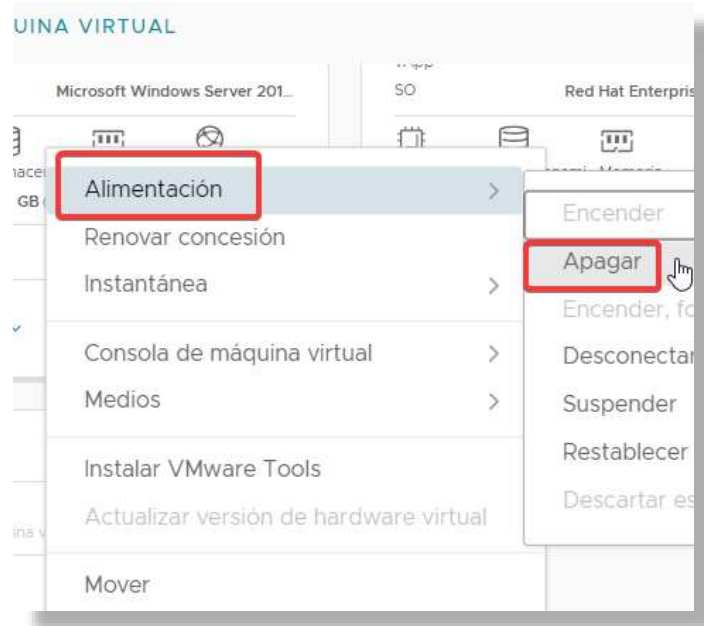 UINA VIRTUAL
Microsoft Windows Server 201...
SO
Red Hat Enterpris
GB
Alimentación
Renovar concesión
Instantánea
Consola de máquina virtual
Medios
Instalar VMware Tools
Actualizar versión de hardware virtual
Mover
Encender
Apagar
Encender, fo
Desconectar
Suspender
Restablecer
Descartar es